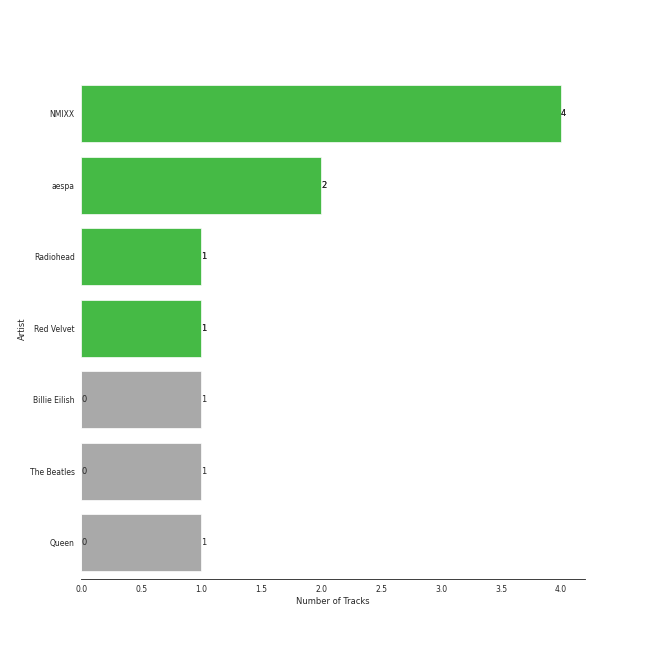 NMIXX 4
aespa 2
Radiohead 1
Red Velvet 1
Billie Eilish 0 1
The Beatles 0 1
Queen 0 1
Artist
0.0 0.5 1.0 1.5 2.0 2.5 3.0 3.5 4.0
Number of Tracks